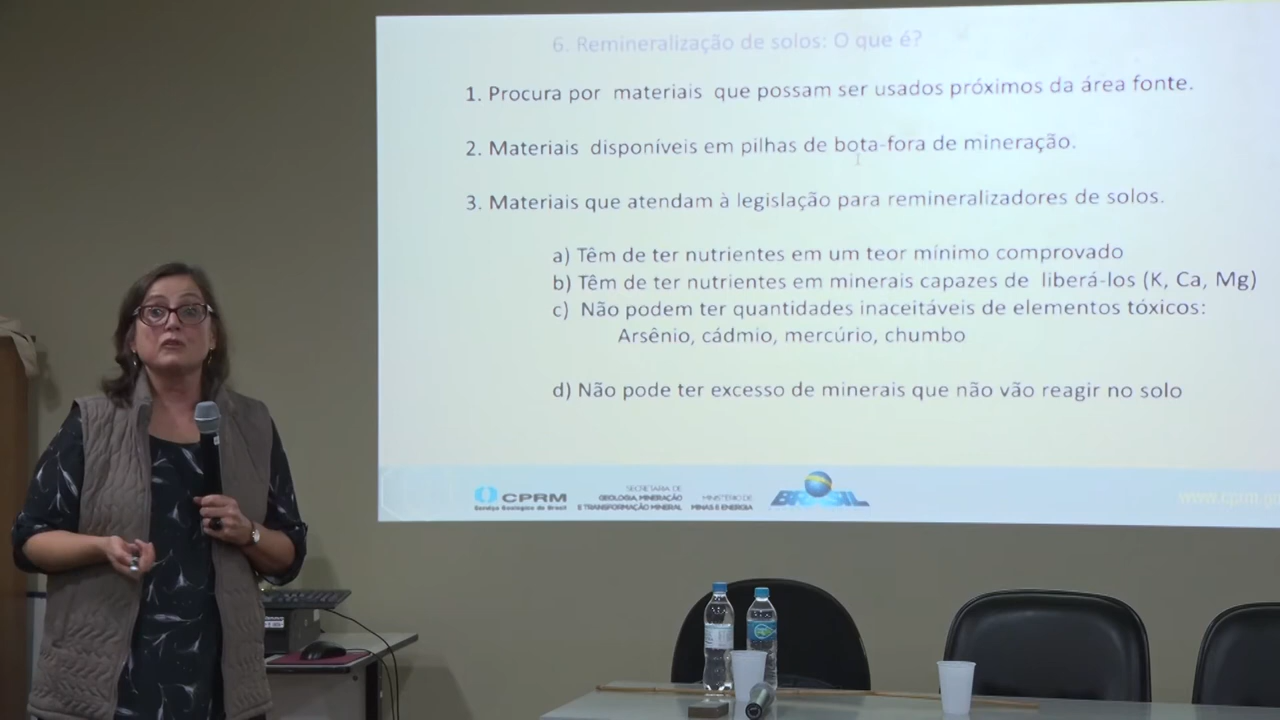 6. Remineralização de solos: O que é?
1. Procura por materiais que possam ser usados próximos da área fonte.
2. Materiais disponíveis em pilhas de bota-fora de mineração.
3. Materiais que atendam à legislação para remineralizadores de solos.
a) Têm de ter nutrientes em um teor mínimo comprovado
b) Têm de ter nutrientes em minerais capazes de liberá-los (K, Ca, Mg)
c) Não podem ter quantidades inaceitáveis de elementos tóxicos:
Arsênio, cádmio, mercúrio, chumbo
d) Não pode ter excesso de minerais que não vão reagir no solo
CPRM
Serviço Geológico do Brasil
SECRETARIA DE
GEOLOGIA, MINERAÇÃO
E TRANSFORMAÇÃO MINERAL
MINISTÉRIO DE
MINAS E ENERGIA
BRASIL
www.cprm.go